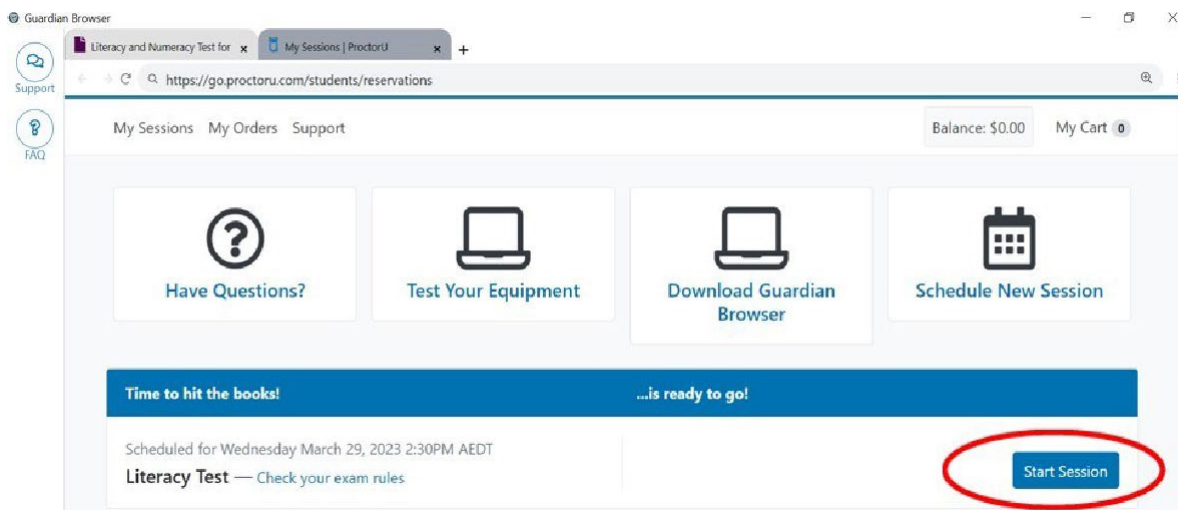 Guardian Browser
Literacy and Numeracy Test for
My Sessions | ProctorU
Support
https://go.proctoru.com/students/reservations
FAQ
My Sessions My Orders Support
Balance: $0.00
My Cart 0
Have Questions?
Test Your Equipment
Download Guardian
Browser
Schedule New Session
Time to hit the books!
...is ready to go!
Scheduled for Wednesday March 29, 2023 2:30PM AEDT
Literacy Test — Check your exam rules
Start Session